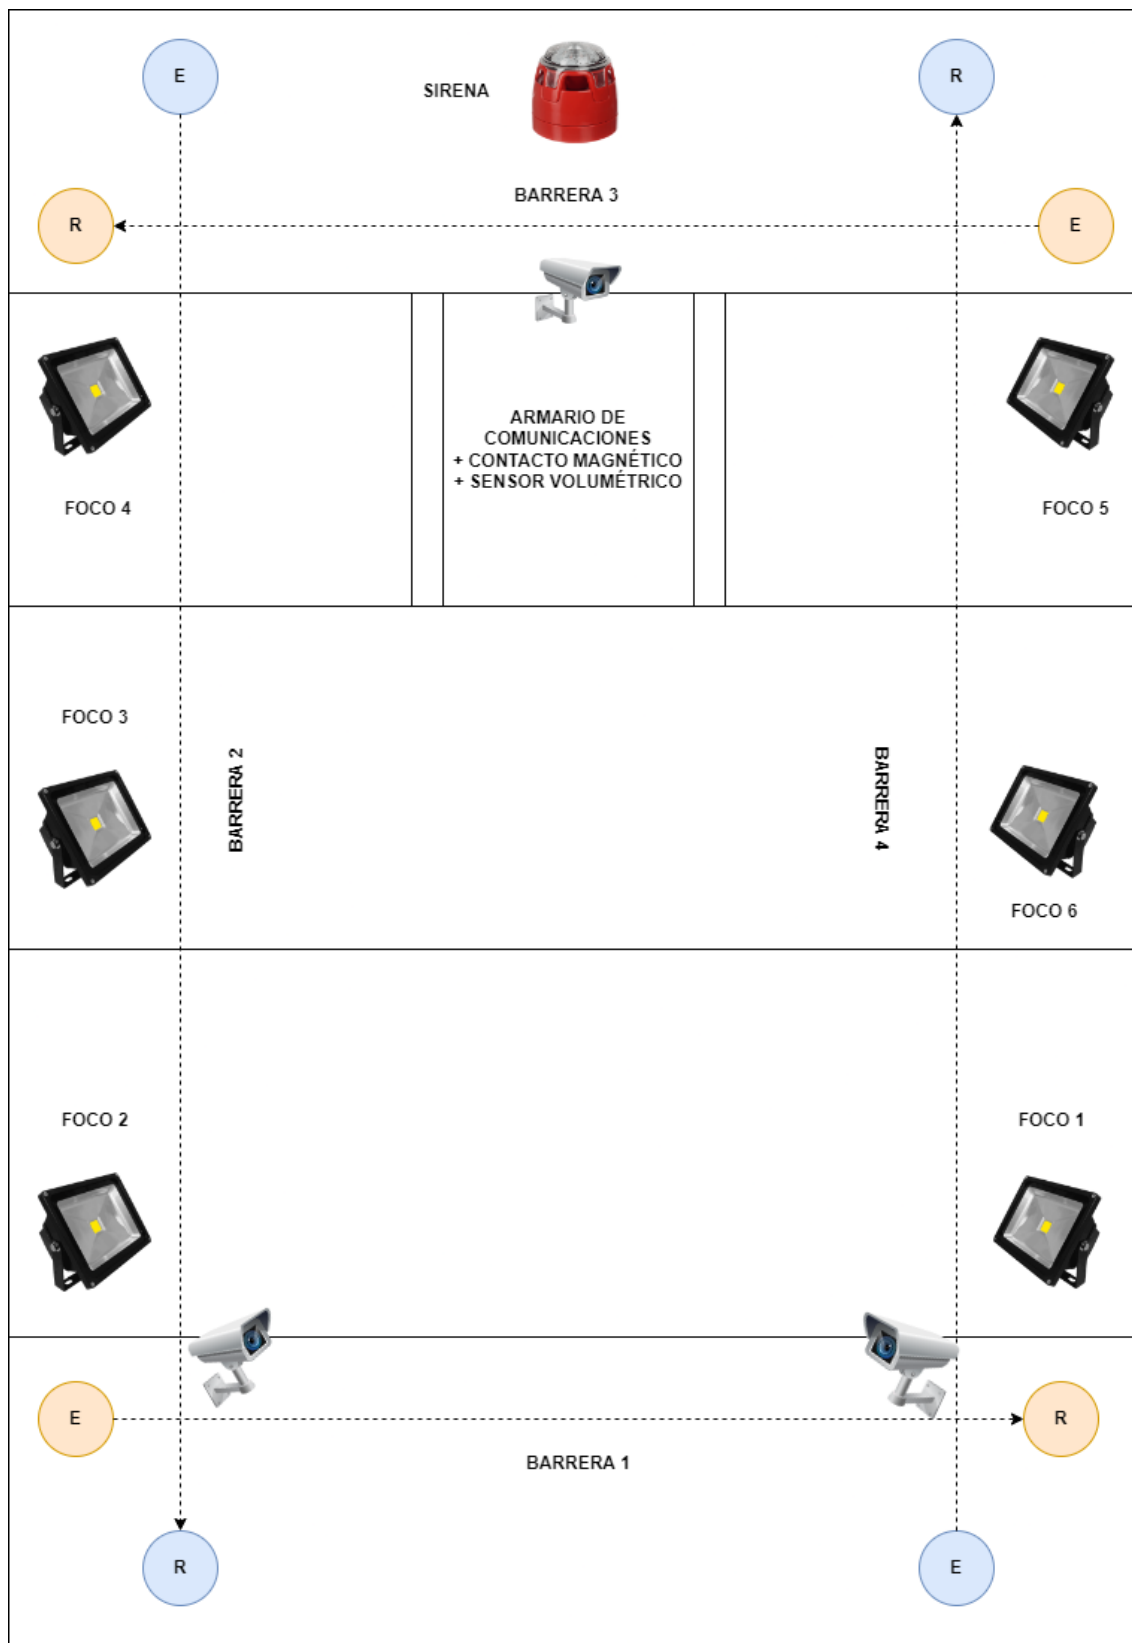 E
R
SIRENA
BARRERA 3
R
E
ARMARIO DE
COMUNICACIONES
+ CONTACTO MAGNÉTICO
+ SENSOR VOLUMÉTRICO
FOCO 4
FOCO 5
FOCO 3
BARRERA 2
BARRERA 4
FOCO 6
FOCO 2
FOCO 1
E
R
BARRERA 1
R
E